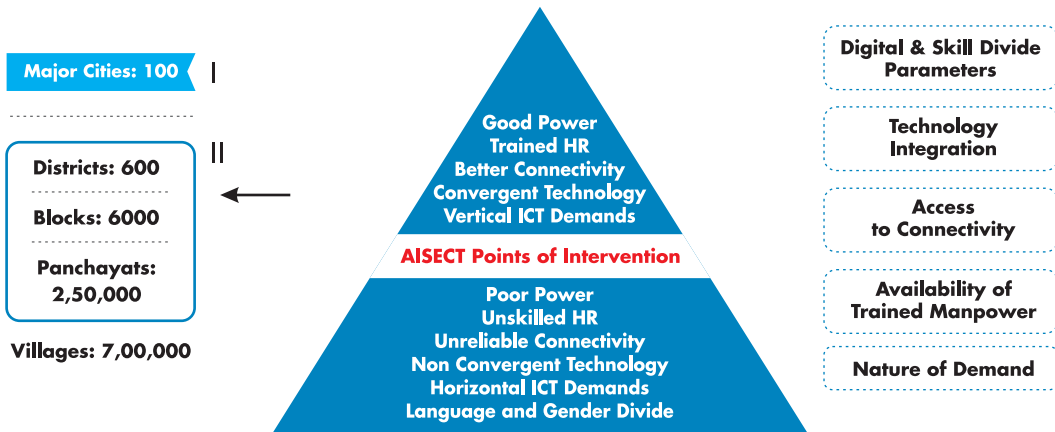 Major Cities: 100
I
II
Districts: 600
Blocks: 6000
Panchayats:
2,50,000
Villages: 7,00,000
Good Power
Trained HR
Better Connectivity
Convergent Technology
Vertical ICT Demands
AISECT Points of Intervention
Poor Power
Unskilled HR
Unreliable Connectivity
Non Convergent Technology
Horizontal ICT Demands
Language and Gender Divide
Digital & Skill Divide
Parameters
Technology
Integration
Access
to Connectivity
Availability of
Trained Manpower
Nature of Demand